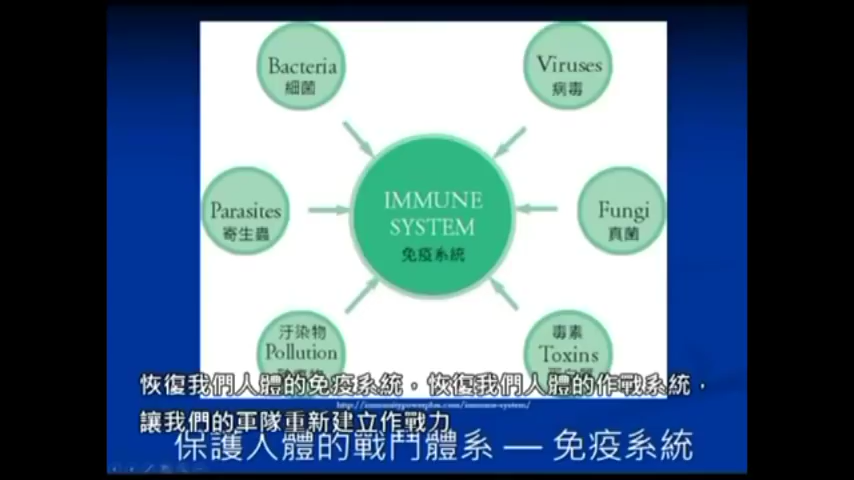 Bacteria
細菌
Viruses
病毒
IMMUNE
SYSTEM
免疫系統
Parasites
寄生蟲
Fungi
真菌
汙染物
Pollution
毒素
Toxins
恢復我們人體的免疫系統，恢復我們人體的作戰系統，
讓我們的軍隊重新建立作戰力
保護人體的戰鬥體系 — 免疫系統